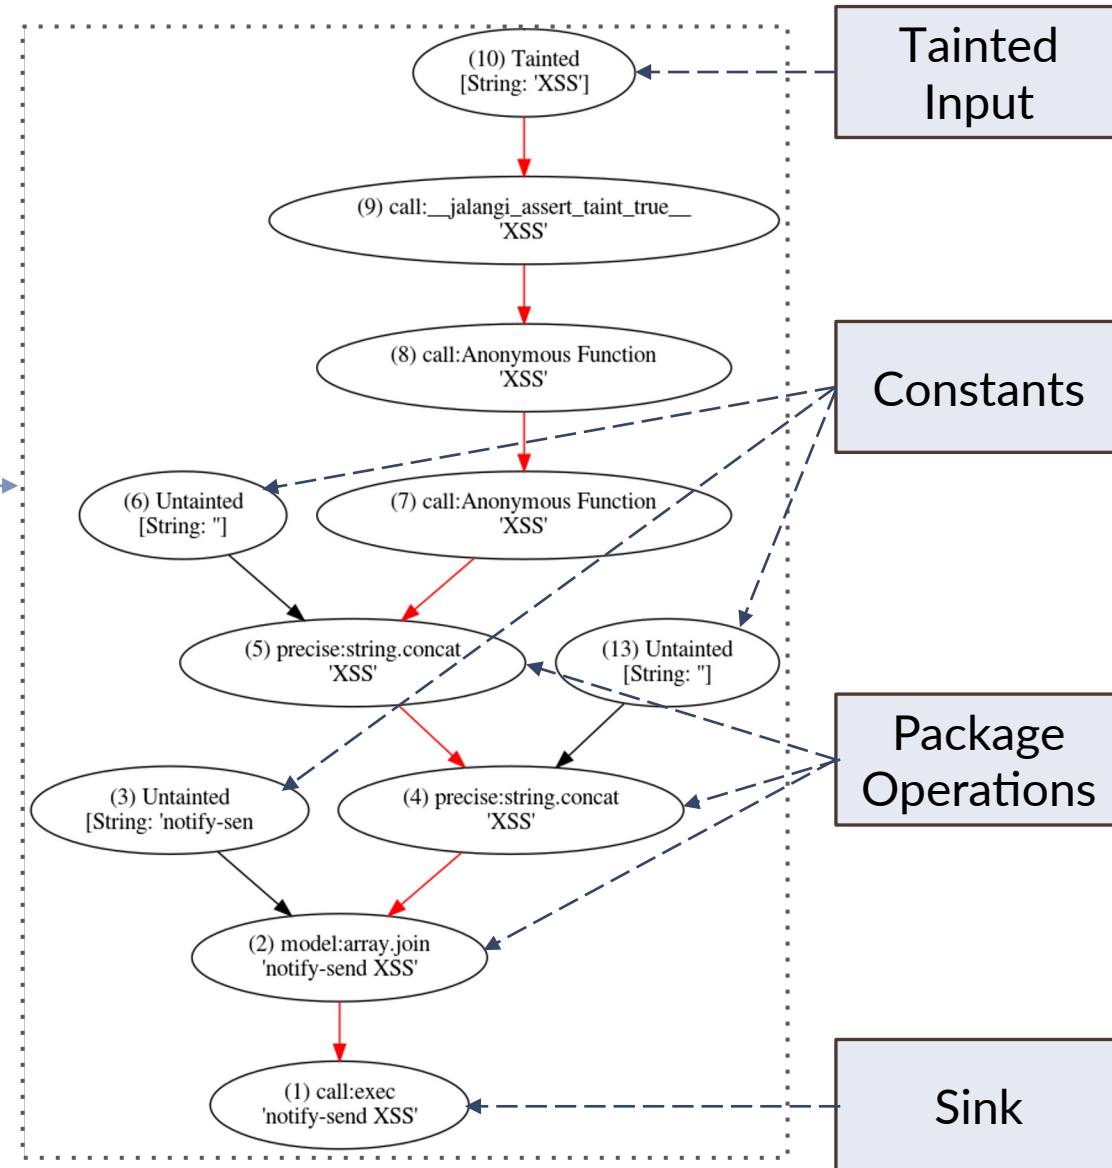 (10) Tainted
[String: 'XSS']
Tainted
Input
(9) call:__jalangi_assert_taint_true__
'XSS'
(8) call:Anonymous Function
'XSS'
Constants
(6) Untainted
[String: '']
(7) call:Anonymous Function
'XSS'
(5) precise:string.concat
'XSS'
(13) Untainted
[String: '']
Package
Operations
(3) Untainted
[String: 'notify-sen
(4) precise:string.concat
'XSS'
(2) model:array.join
'notify-send XSS'
(1) call:exec
'notify-send XSS'
Sink